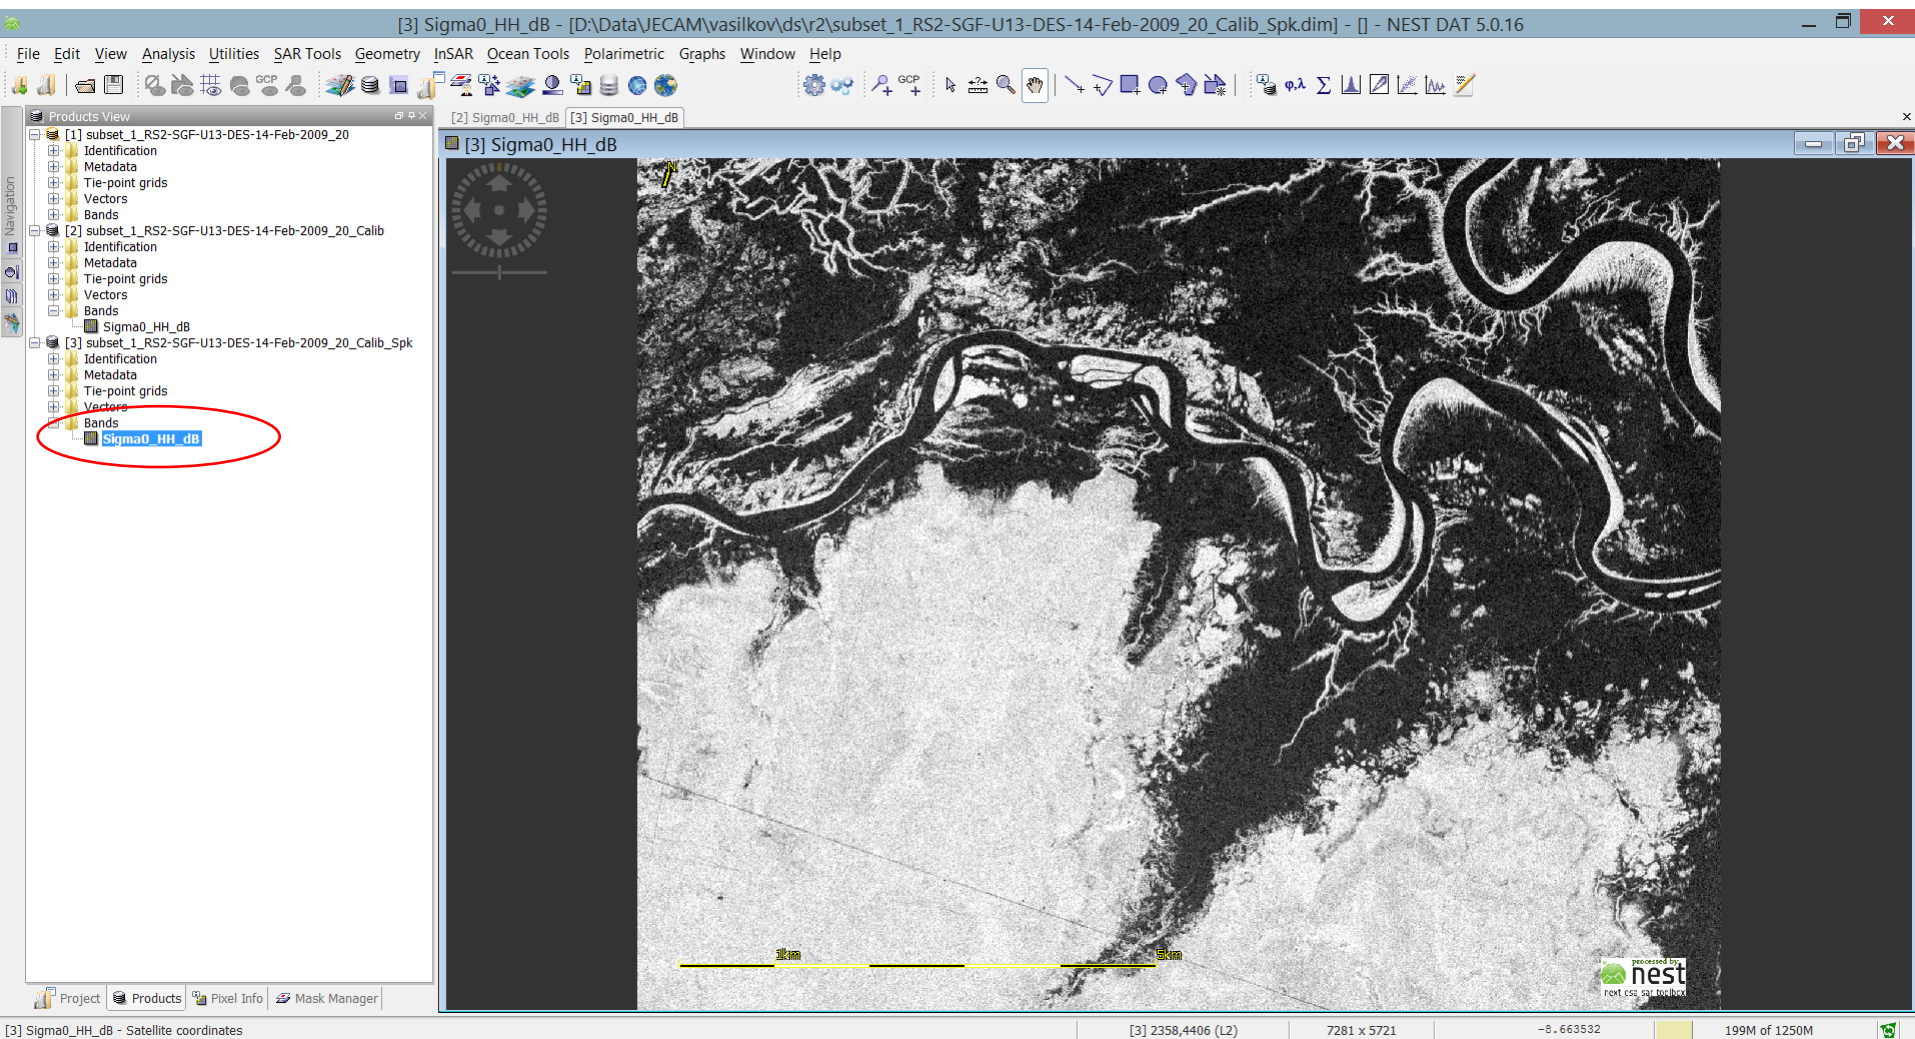 [3] Sigma0_HH_dB - [D:\Data\JECAM\vasilkov\ds\r2\subset_1_RS2-SGF-U13-DES-14-Feb-2009_20_Calib_Spk.dim] - [] - NEST DAT 5.0.16
File Edit View Analysis Utilities SAR Tools Geometry InSAR Ocean Tools Polarimetric Graphs Window Help
GCP GCP φ,λ Σ
Products View
[2] Sigma0_HH_dB [3] Sigma0_HH_dB
[1] subset_1_RS2-SGF-U13-DES-14-Feb-2009_20
Identification
Metadata
Tie-point grids
Vectors
Bands
[2] subset_1_RS2-SGF-U13-DES-14-Feb-2009_20_Calib
Identification
Metadata
Tie-point grids
Vectors
Bands
Sigma0_HH_dB
[3] subset_1_RS2-SGF-U13-DES-14-Feb-2009_20_Calib_Spk
Identification
Metadata
Tie-point grids
Vectors
Bands
Sigma0_HH_dB
Navigation
[3] Sigma0_HH_dB
N
1km 5km
processed by
nest
next esa sar toolbox
Project Products Pixel Info Mask Manager
[3] Sigma0_HH_dB - Satellite coordinates [3] 2358,4406 (L2) 7281 x 5721 -8.663532 199M of 1250M